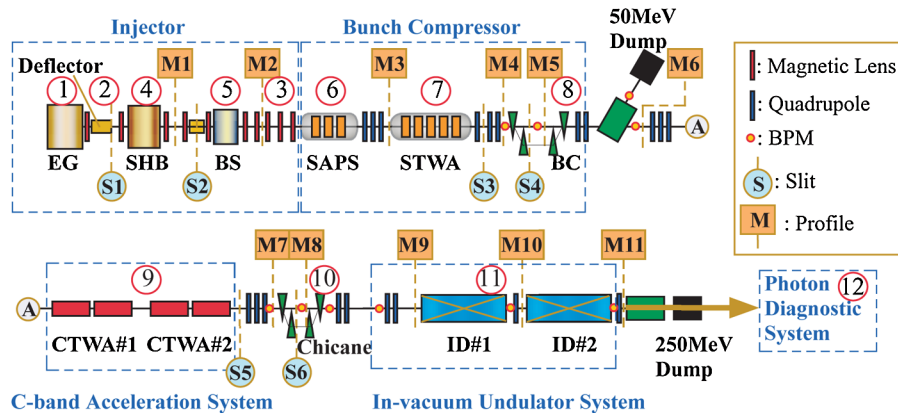 Injector
Bunch Compressor
50MeV
Dump
Deflector
M1
M2
M3
M4
M5
M6
1
2
4
5
3
6
7
8
A
EG
SHB
BS
SAPS
STWA
BC
S1
S2
S3
S4
: Magnetic Lens
: Quadrupole
: BPM
S : Slit
M : Profile
M7
M8
M9
M10
M11
9
10
11
12
A
CTWA#1
CTWA#2
Chicane
ID#1
ID#2
S5
S6
250MeV
Dump
Photon
Diagnostic
System
C-band Acceleration System
In-vacuum Undulator System